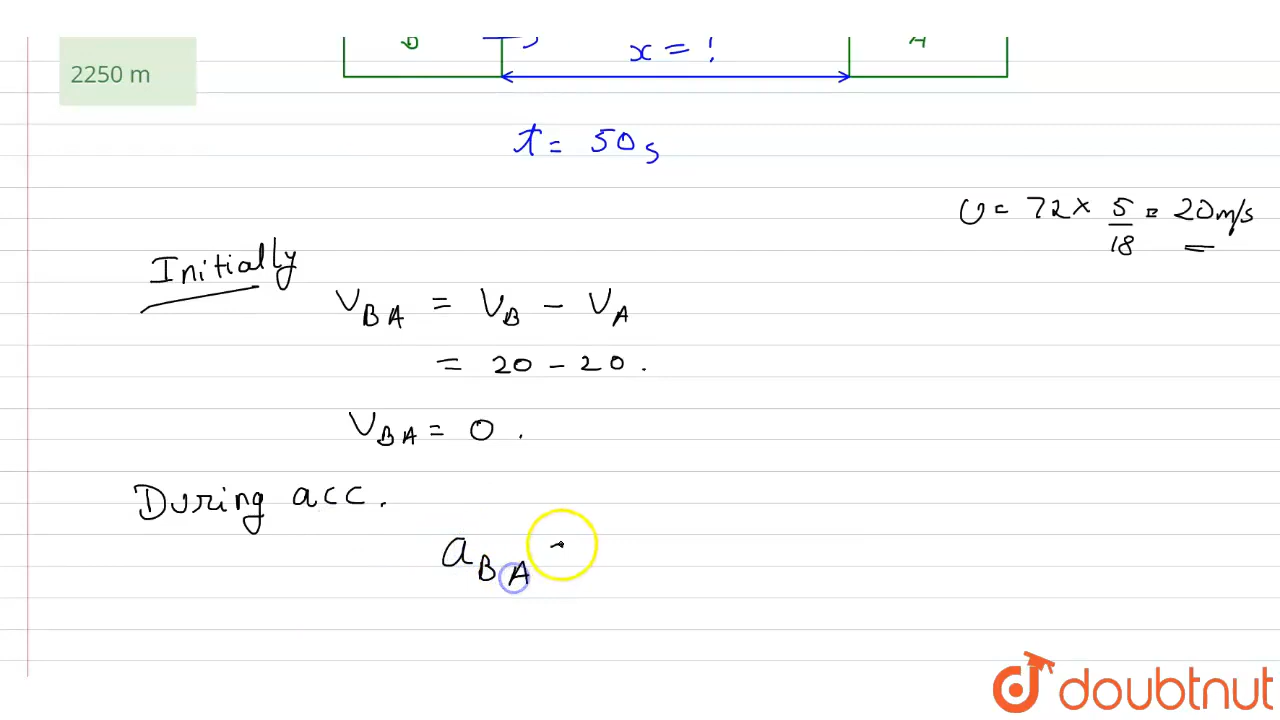 x = ?
2250 m
t = 50 s
U = 72 × 5/18 = 20 m/s
Initially
V_BA = V_B - V_A
= 20 - 20 .
V_BA = 0 .
During acc.
a_BA
doubtnut